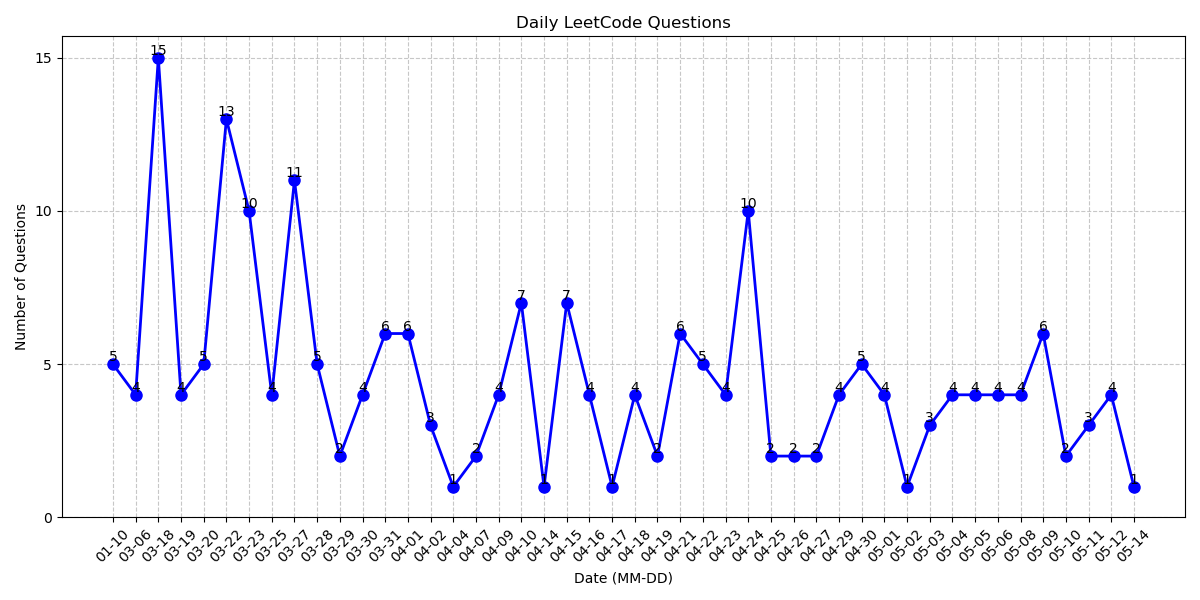 Daily LeetCode Questions
15
10
5
0
Number of Questions
5 4 15 4 5 13 10 4 11 5 2 4 6 6 3 1 2 4 7 1 7 4 1 4 2 6 5 4 10 2 2 2 4 5 4 1 3 4 4 4 4 6 2 3 4 1
01-10 03-06 03-18 03-19 03-20 03-22 03-23 03-25 03-27 03-28 03-29 03-30 03-31 04-01 04-02 04-04 04-07 04-09 04-10 04-14 04-15 04-16 04-17 04-18 04-19 04-21 04-22 04-23 04-24 04-25 04-26 04-27 04-29 04-30 05-01 05-02 05-03 05-04 05-05 05-06 05-08 05-09 05-10 05-11 05-12 05-14
Date (MM-DD)